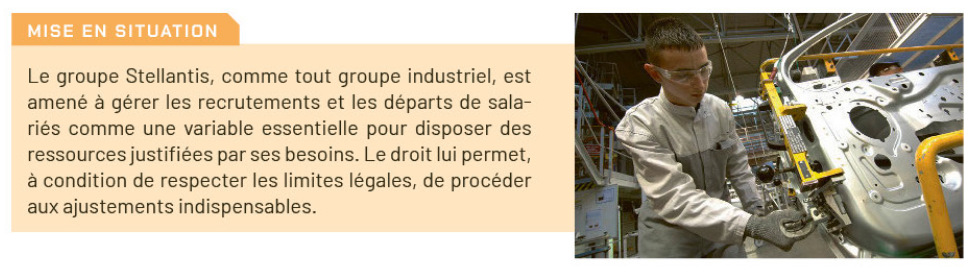 MISE EN SITUATION
Le groupe Stellantis, comme tout groupe industriel, est
amené à gérer les recrutements et les départs de sala-
riés comme une variable essentielle pour disposer des
ressources justifiées par ses besoins. Le droit lui permet,
à condition de respecter les limites légales, de procéder
aux ajustements indispensables.